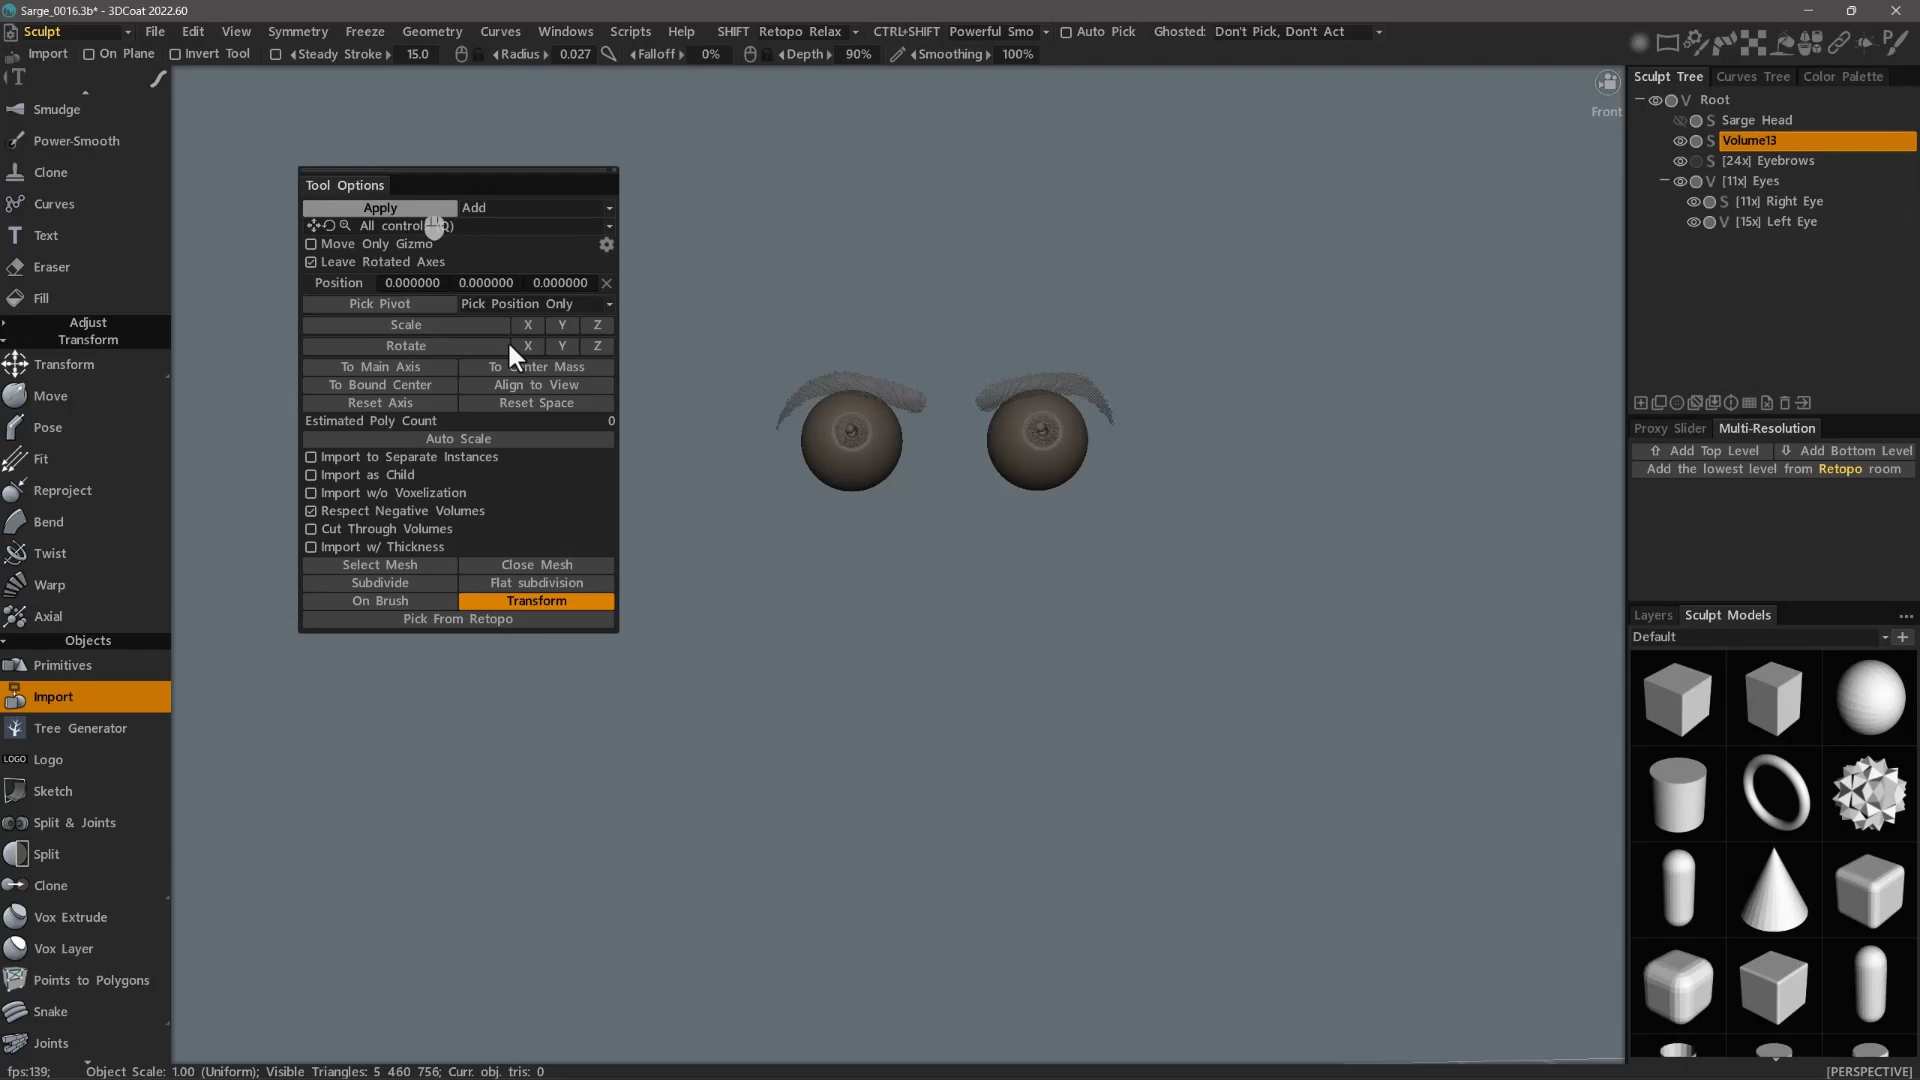 Sarge_0016.3b* - 3DCoat 2022.60
Sculpt File Edit View Symmetry Freeze Geometry Curves Windows Scripts Help SHIFT Retopo Relax CTRL+SHIFT Powerful Smo Auto Pick Ghosted: Don't Pick, Don't Act
Import On Plane Invert Tool Steady Stroke 15.0 Radius 0.027 Falloff 0% Depth 90% Smoothing 100%
Smudge
Power-Smooth
Clone
Curves
Text
Eraser
Fill
Adjust
Transform
Transform
Move
Pose
Fit
Reproject
Bend
Twist
Warp
Axial
Objects
Primitives
Import
Tree Generator
LOGO Logo
Sketch
Split & Joints
Split
Clone
Vox Extrude
Vox Layer
Points to Polygons
Snake
Joints
Tool Options
Apply Add
Move Only Gizmo
Leave Rotated Axes
Position 0.000000 0.000000 0.000000
Pick Pivot Pick Position Only
Scale X Y Z
Rotate X Y Z
To Main Axis
To Bound Center Align to View
Reset Axis Reset Space
Estimated Poly Count 0
Auto Scale
Import to Separate Instances
Import as Child
Import w/o Voxelization
Respect Negative Volumes
Cut Through Volumes
Import w/ Thickness
Select Mesh Close Mesh
Subdivide Flat subdivision
On Brush Transform
Pick From Retopo
Front
Sculpt Tree Curves Tree Color Palette
V Root
S Sarge Head
S Volume13
S [24x] Eyebrows
V [11x] Eyes
S [11x] Right Eye
V [15x] Left Eye
Proxy Slider Multi-Resolution
Add Top Level Add Bottom Level
Add the lowest level from Retopo room
Layers Sculpt Models
Default
fps:139; Object Scale: 1.00 (Uniform); Visible Triangles: 5 460 756; Curr. obj. tris: 0 [PERSPECTIVE]